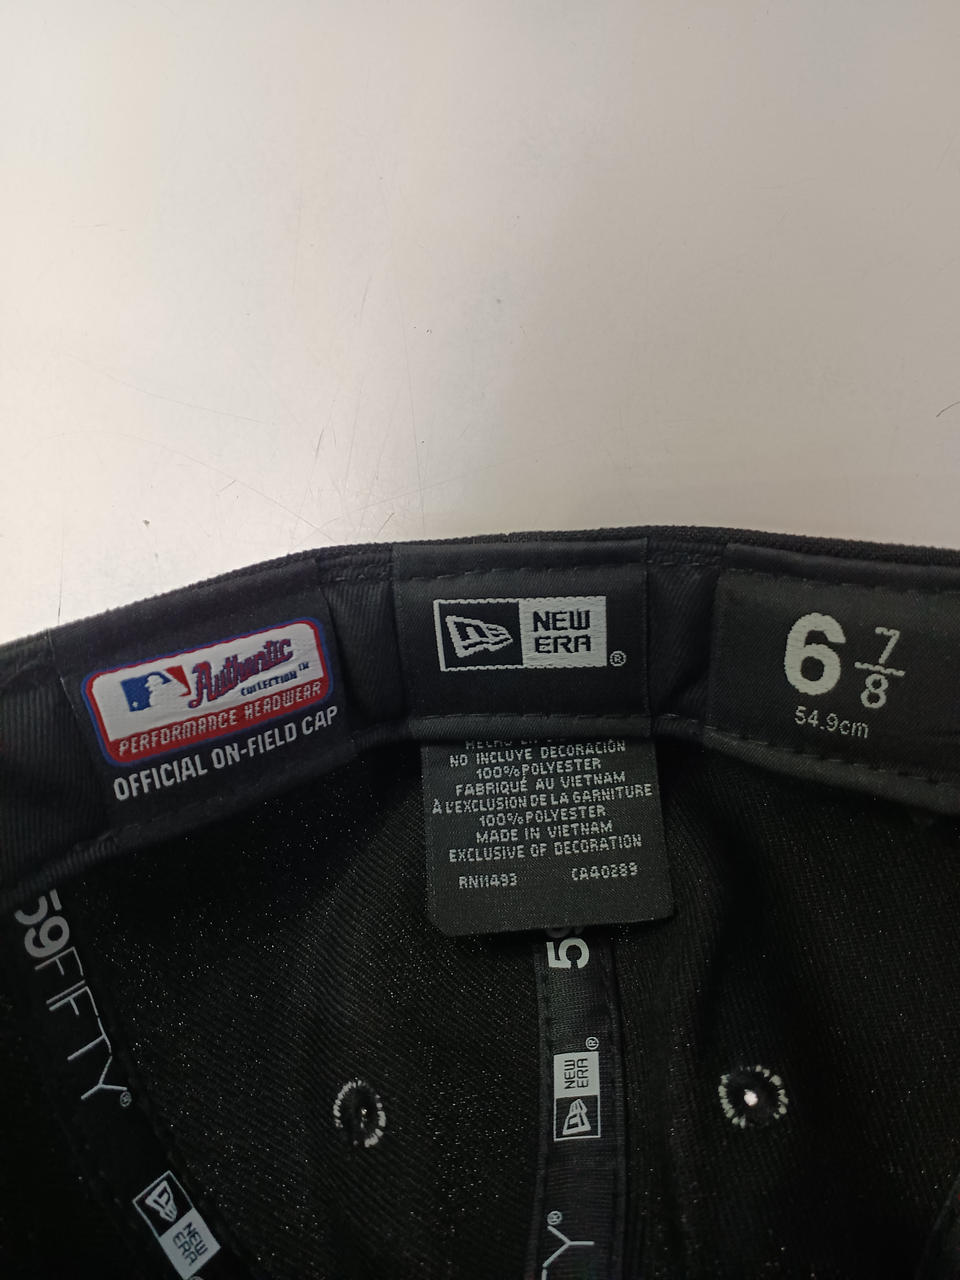 Authentic
COLLECTION™
PERFORMANCE HEADWEAR
OFFICIAL ON-FIELD CAP
NEW
ERA®
6 7/8
54.9cm
NO INCLUYE DECORACIÓN
100% POLYESTER
FABRIQUÉ AU VIETNAM
À L'EXCLUSION DE LA GARNITURE
100% POLYESTER
MADE IN VIETNAM
EXCLUSIVE OF DECORATION
RN11493 CA40289
59FIFTY®
NEW
ERA
59
NEW
ERA®
Y®